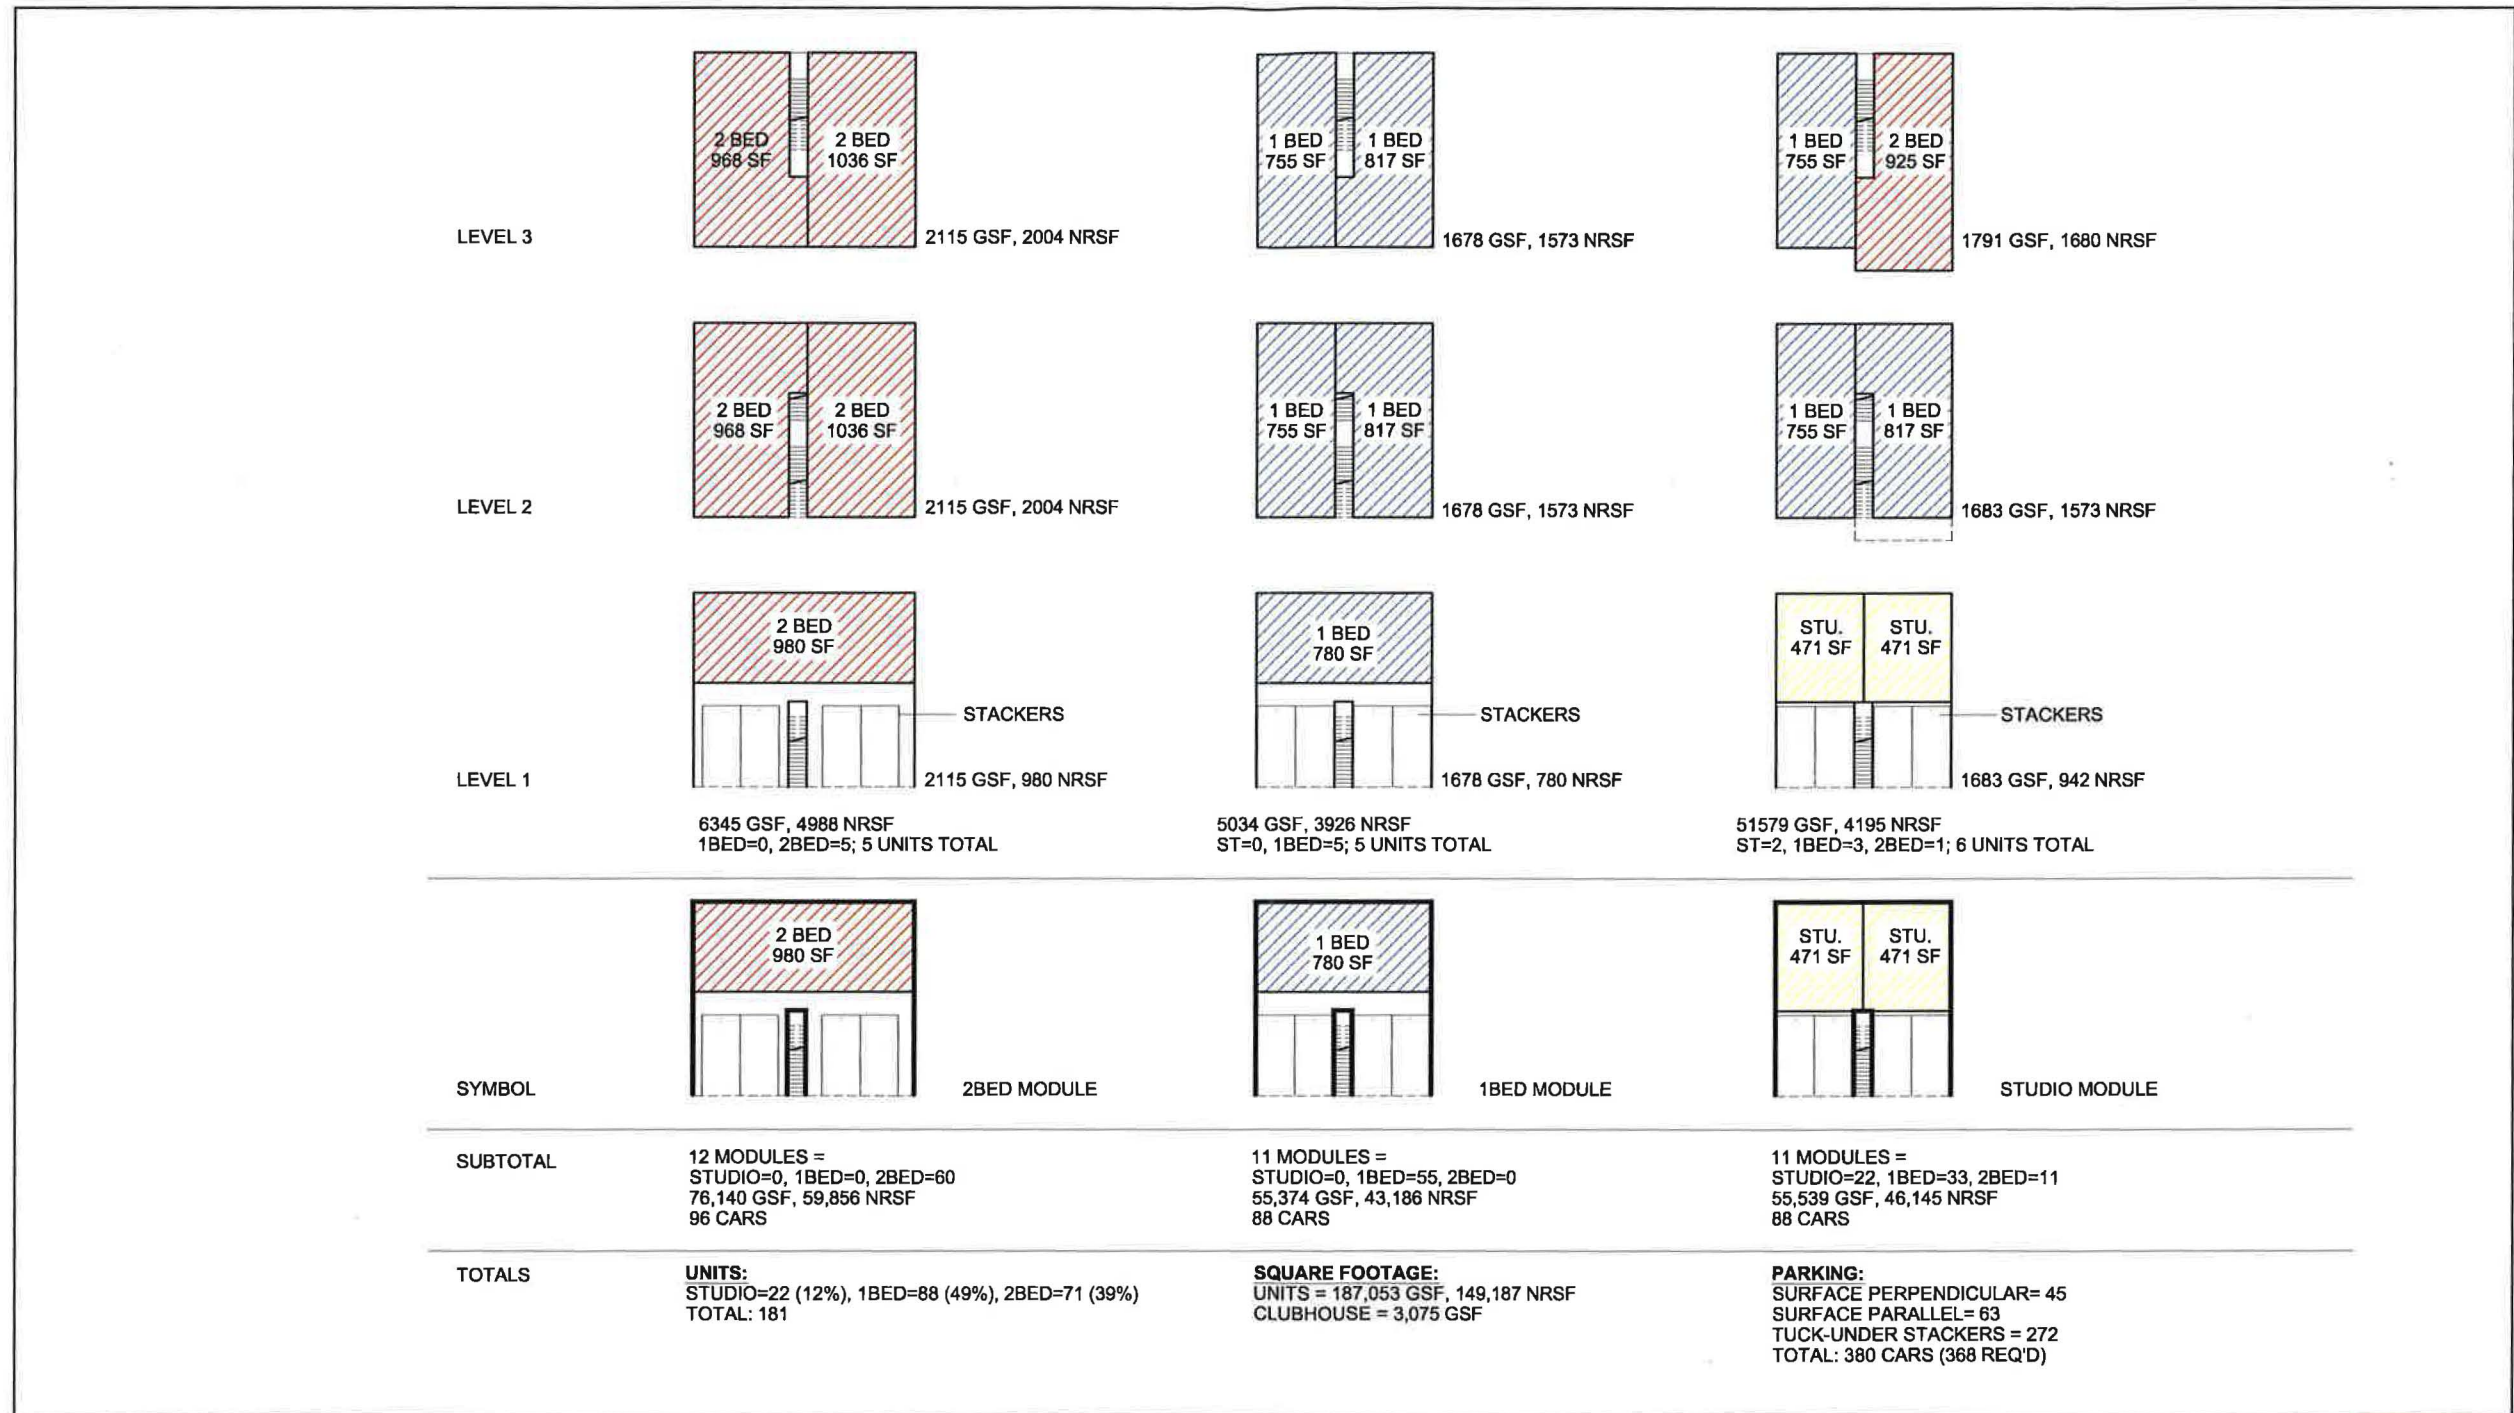 2 BED
968 SF
2 BED
1036 SF
1 BED
755 SF
1 BED
817 SF
1 BED
755 SF
2 BED
925 SF
LEVEL 3
2115 GSF, 2004 NRSF
1678 GSF, 1573 NRSF
1791 GSF, 1680 NRSF
2 BED
968 SF
2 BED
1036 SF
1 BED
755 SF
1 BED
817 SF
1 BED
755 SF
1 BED
817 SF
LEVEL 2
2115 GSF, 2004 NRSF
1678 GSF, 1573 NRSF
1683 GSF, 1573 NRSF
2 BED
980 SF
1 BED
780 SF
STU.
471 SF
STU.
471 SF
STACKERS
STACKERS
STACKERS
LEVEL 1
2115 GSF, 980 NRSF
1678 GSF, 780 NRSF
1683 GSF, 942 NRSF
6345 GSF, 4988 NRSF
1BED=0, 2BED=5; 5 UNITS TOTAL
5034 GSF, 3926 NRSF
ST=0, 1BED=5; 5 UNITS TOTAL
51579 GSF, 4195 NRSF
ST=2, 1BED=3, 2BED=1; 6 UNITS TOTAL
2 BED
980 SF
1 BED
780 SF
STU.
471 SF
STU.
471 SF
SYMBOL
2BED MODULE
1BED MODULE
STUDIO MODULE
SUBTOTAL
12 MODULES =
STUDIO=0, 1BED=0, 2BED=60
76,140 GSF, 59,856 NRSF
96 CARS
11 MODULES =
STUDIO=0, 1BED=55, 2BED=0
55,374 GSF, 43,186 NRSF
88 CARS
11 MODULES =
STUDIO=22, 1BED=33, 2BED=11
55,539 GSF, 46,145 NRSF
88 CARS
TOTALS
UNITS:
STUDIO=22 (12%), 1BED=88 (49%), 2BED=71 (39%)
TOTAL: 181
SQUARE FOOTAGE:
UNITS = 187,053 GSF, 149,187 NRSF
CLUBHOUSE = 3,075 GSF
PARKING:
SURFACE PERPENDICULAR= 45
SURFACE PARALLEL= 63
TUCK-UNDER STACKERS = 272
TOTAL: 380 CARS (368 REQ'D)